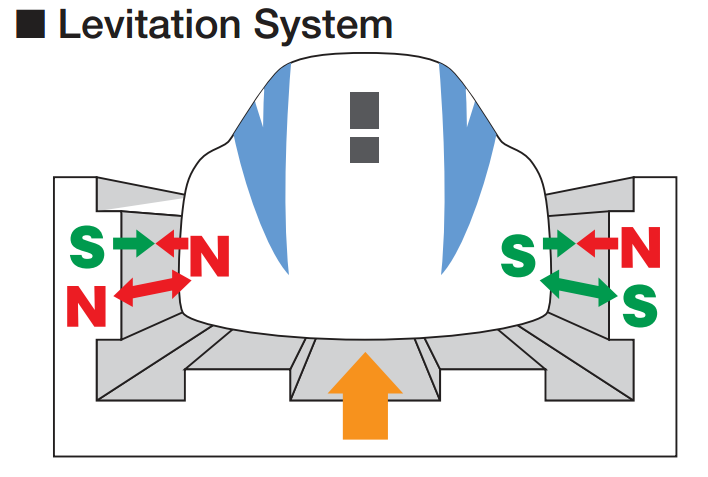 ■ Levitation System
S N S N
N S